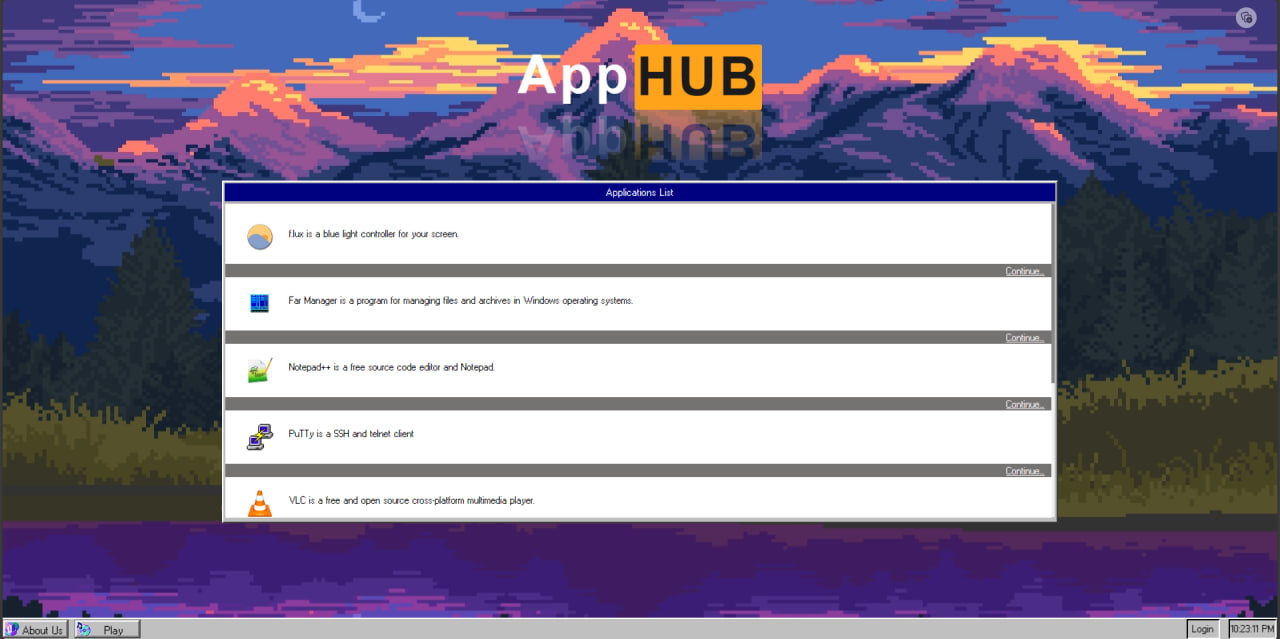 App HUB
Applications List
f.lux is a blue light controller for your screen.
Continue..
Far Manager is a program for managing files and archives in Windows operating systems.
Continue..
Notepad++ is a free source code editor and Notepad.
Continue..
PuTTy is a SSH and telnet client
Continue..
VLC is a free and open source cross-platform multimedia player.
About Us
Play
Login
10:23:11 PM